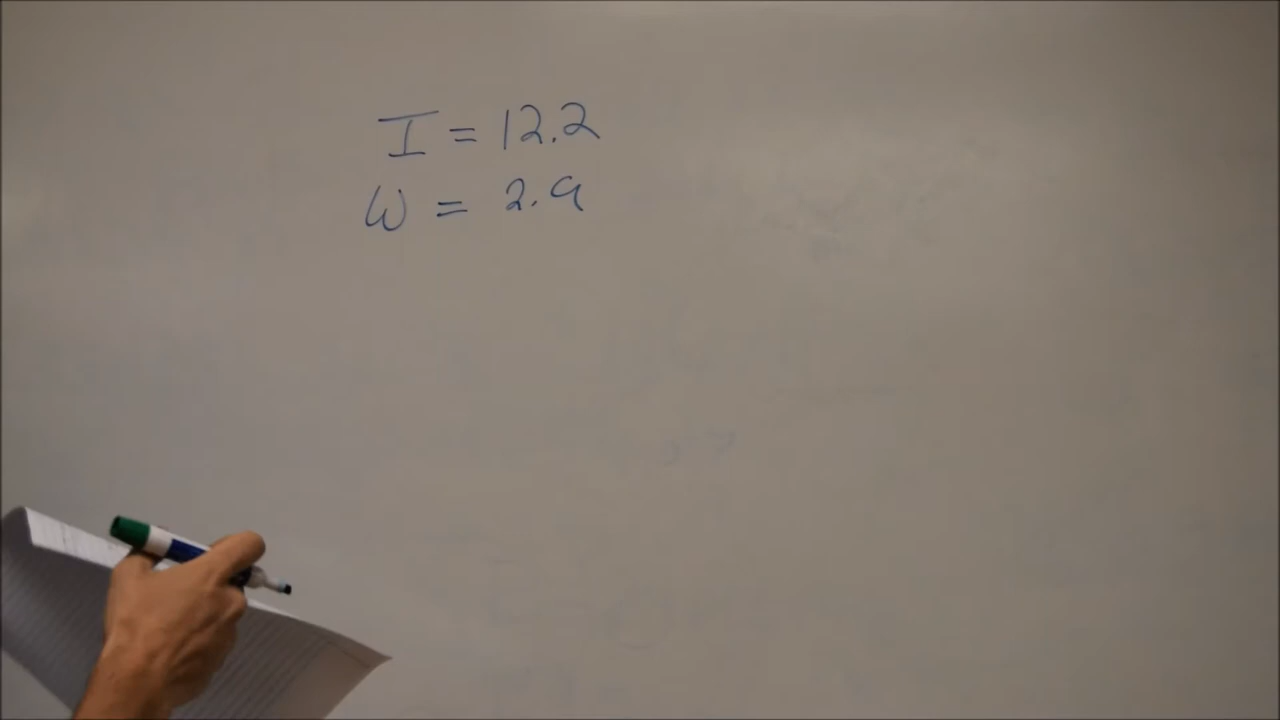 I = 12.2
ω = 2.9